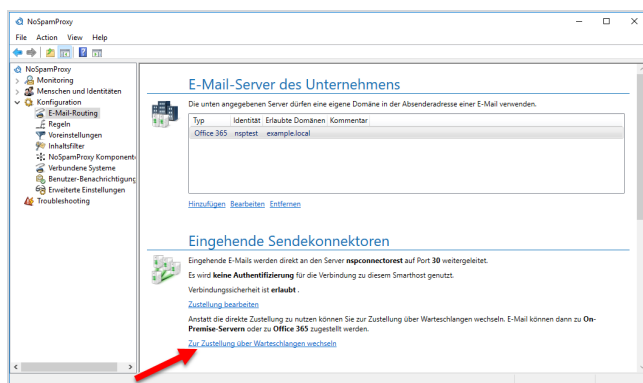 NoSpamProxy
File Action View Help
NoSpamProxy
Monitoring
Menschen und Identitäten
Konfiguration
E-Mail-Routing
Regeln
Voreinstellungen
Inhaltsfilter
NoSpamProxy Komponente
Verbundene Systeme
Benutzer-Benachrichtigung
Erweiterte Einstellungen
Troubleshooting
E-Mail-Server des Unternehmens
Die unten angegebenen Server dürfen eine eigene Domäne in der Absenderadresse einer E-Mail verwenden.
Typ Identität Erlaubte Domänen Kommentar
Office 365 nsptest example.local
Hinzufügen Bearbeiten Entfernen
Eingehende Sendekonnektoren
Eingehende E-Mails werden direkt an den Server nspconnectorest auf Port 30 weitergeleitet.
Es wird keine Authentifizierung für die Verbindung zu diesem Smarthost genutzt.
Verbindungssicherheit ist erlaubt .
Zustellung bearbeiten
Anstatt die direkte Zustellung zu nutzen können Sie zur Zustellung über Warteschlangen wechseln. E-Mail können dann zu On-
Premise-Servern oder zu Office 365 zugestellt werden.
Zur Zustellung über Warteschlangen wechseln